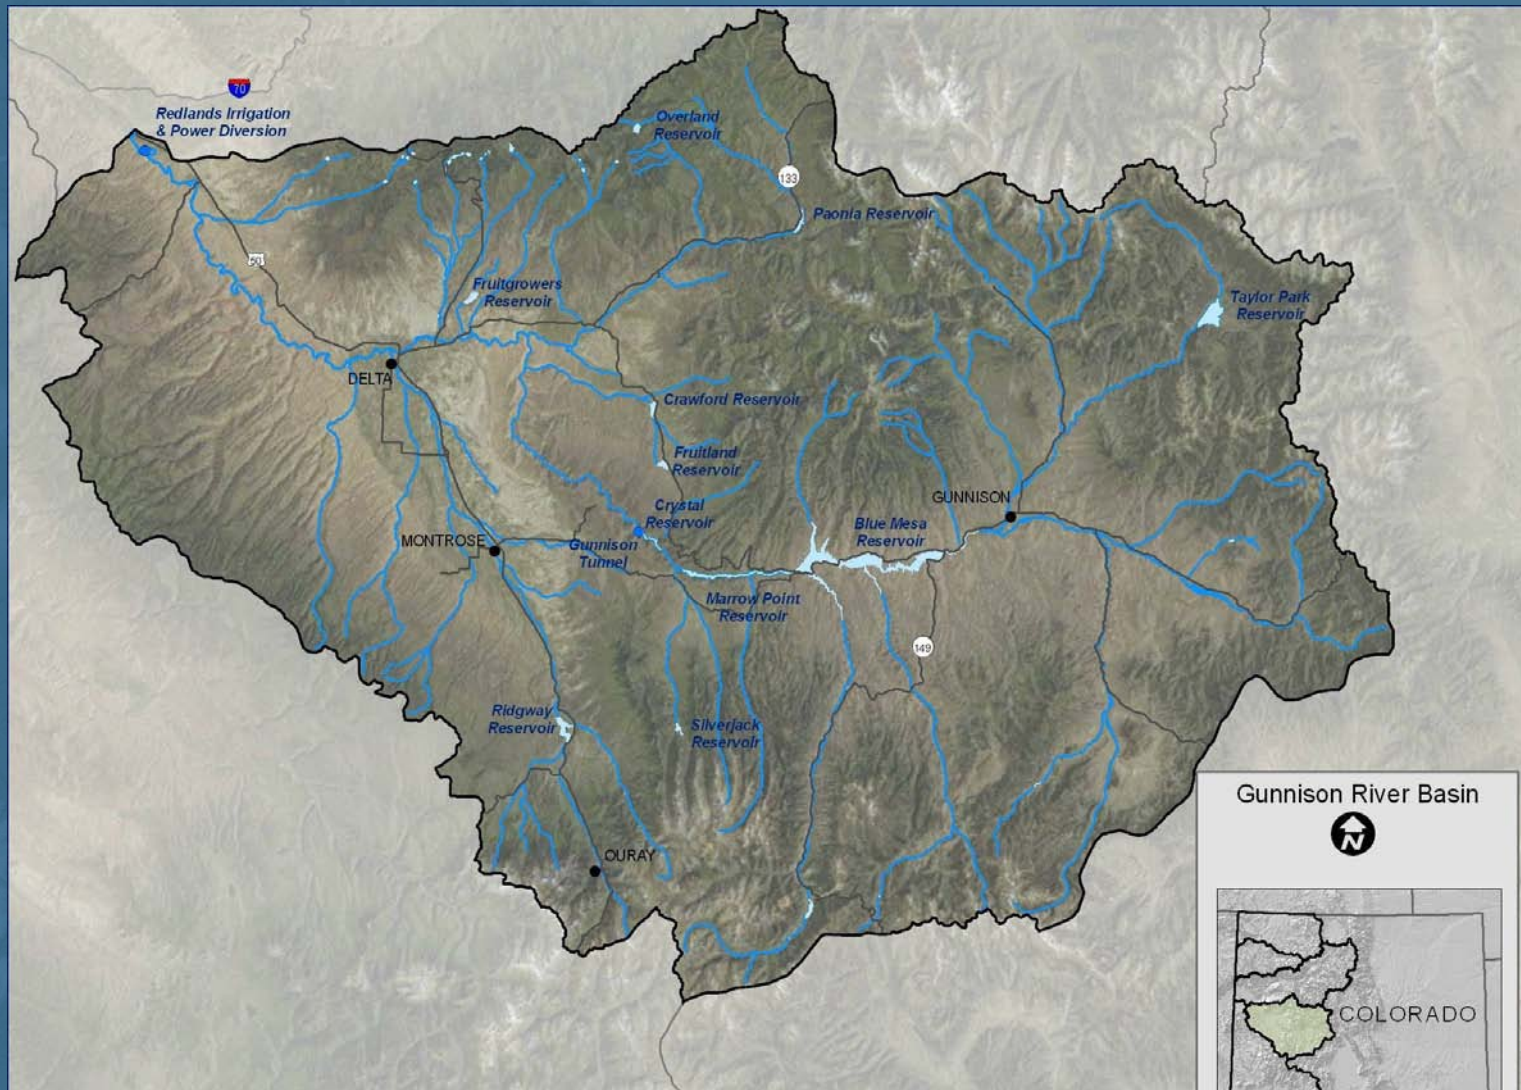 70
Redlands Irrigation
& Power Diversion
Overland
Reservoir
133
Paonia Reservoir
50
Fruitgrowers
Reservoir
Taylor Park
Reservoir
DELTA
Crawford Reservoir
Fruitland
Reservoir
GUNNISON
Crystal
Reservoir
Blue Mesa
Reservoir
MONTROSE
Gunnison
Tunnel
Marrow Point
Reservoir
149
Ridgway
Reservoir
Silverjack
Reservoir
OURAY
Gunnison River Basin
N
COLORADO